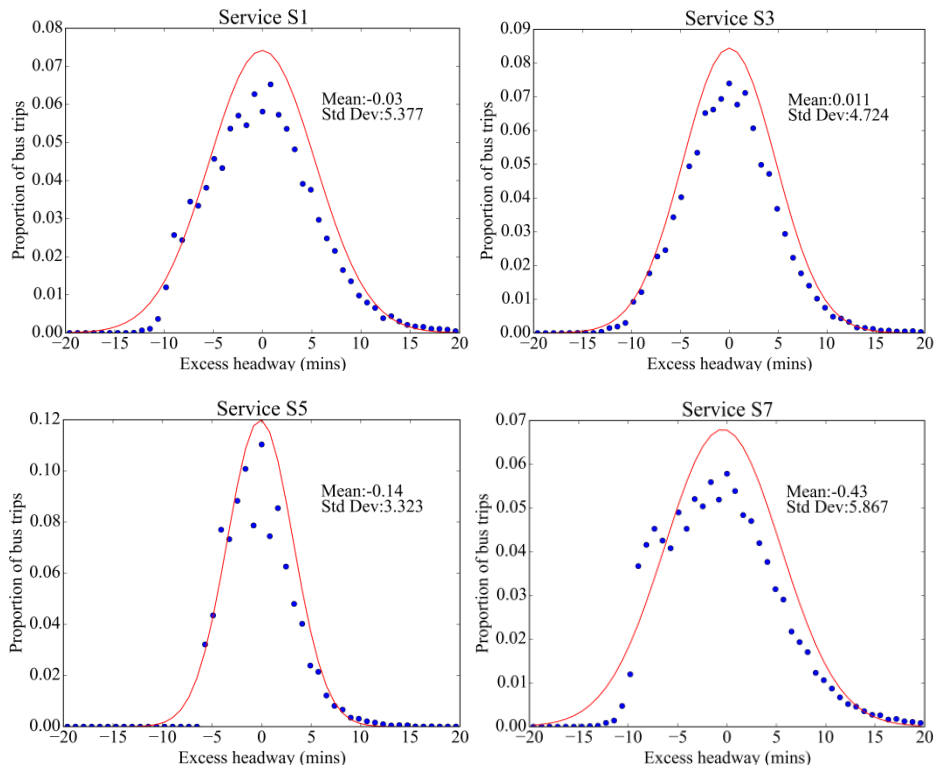 Service S1
0.08
0.07
0.06
0.05
0.04
0.03
0.02
0.01
0.00
Proportion of bus trips
Mean:-0.03
Std Dev:5.377
−20 −15 −10 −5 0 5 10 15 20
Excess headway (mins)
Service S3
0.09
0.08
0.07
0.06
0.05
0.04
0.03
0.02
0.01
0.00
Proportion of bus trips
Mean:0.011
Std Dev:4.724
−20 −15 −10 −5 0 5 10 15 20
Excess headway (mins)
Service S5
0.12
0.10
0.08
0.06
0.04
0.02
0.00
Proportion of bus trips
Mean:-0.14
Std Dev:3.323
−20 −15 −10 −5 0 5 10 15 20
Excess headway (mins)
Service S7
0.07
0.06
0.05
0.04
0.03
0.02
0.01
0.00
Proportion of bus trips
Mean:-0.43
Std Dev:5.867
−20 −15 −10 −5 0 5 10 15 20
Excess headway (mins)